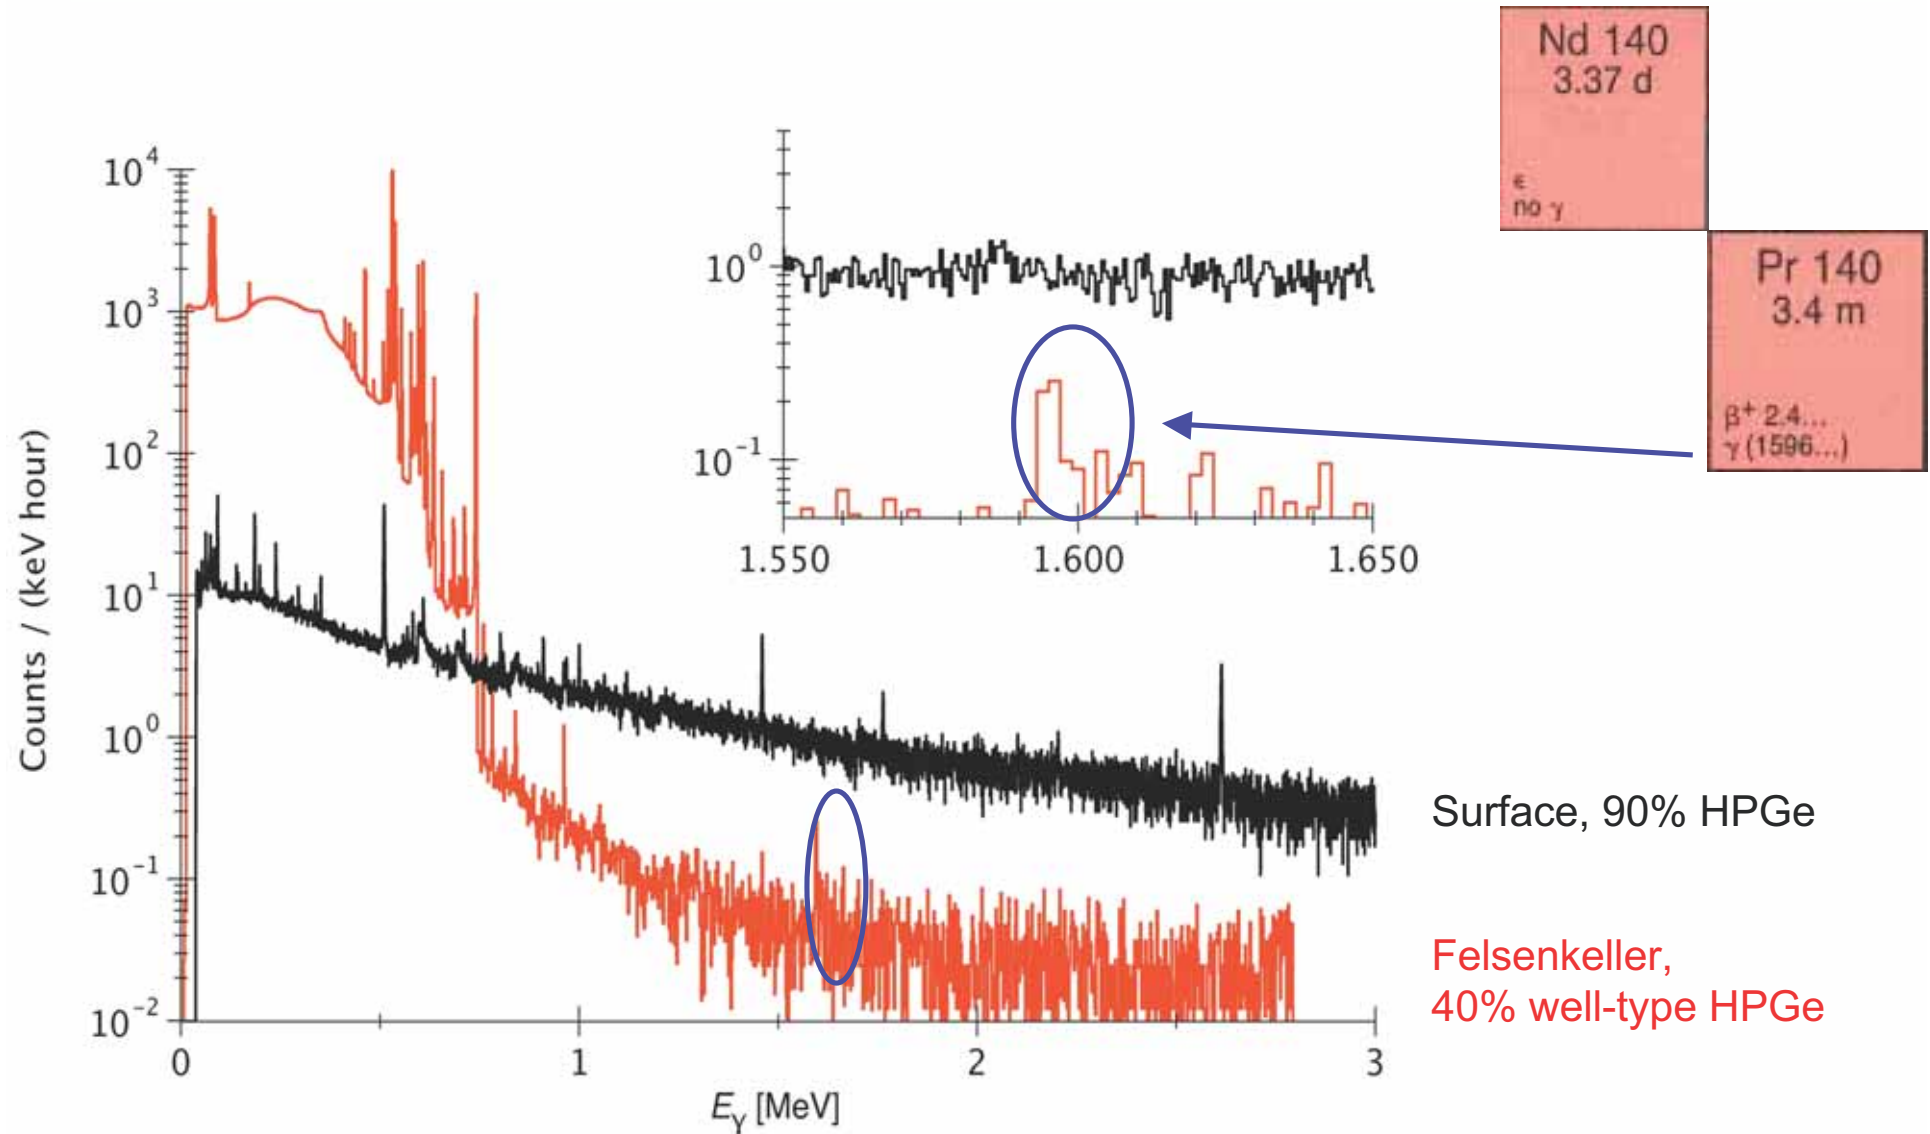 Nd 140
3.37 d
ϵ
no γ
Pr 140
3.4 m
β⁺ 2.4...
γ (1596...)
10⁴
10³
10²
10¹
10⁰
10⁻¹
10⁻²
Counts / (keV hour)
0
1
2
3
Eγ [MeV]
10⁰
10⁻¹
1.550
1.600
1.650
Surface, 90% HPGe
Felsenkeller,
40% well-type HPGe